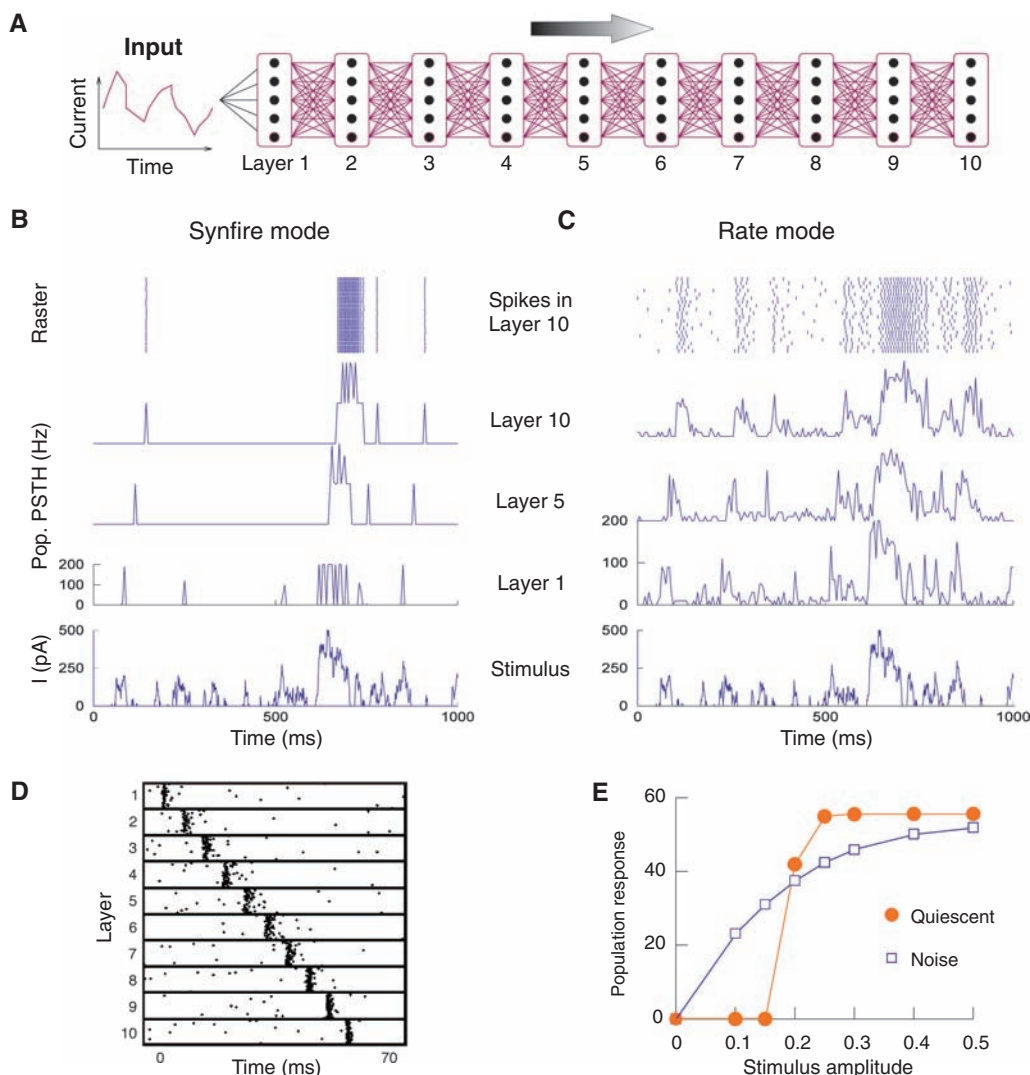 A
Input
Current
Time
Layer 1 2 3 4 5 6 7 8 9 10
B
Synfire mode
C
Rate mode
Raster
Spikes in
Layer 10
Pop. PSTH (Hz)
Layer 10
Layer 5
200
100
0
Layer 1
200
100
0
I (pA)
500
250
0
Stimulus
500
250
0
0 500 1000
Time (ms)
0 500 1000
Time (ms)
D
Layer
1
2
3
4
5
6
7
8
9
10
0 70
Time (ms)
E
Population response
60
40
20
0
Quiescent
Noise
0 0.1 0.2 0.3 0.4 0.5
Stimulus amplitude